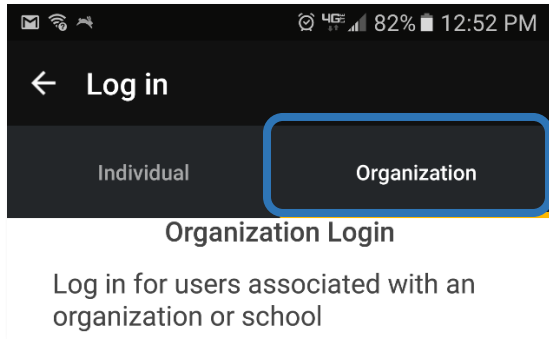 4GE 82% 12:52 PM
Log in
Individual Organization
Organization Login
Log in for users associated with an
organization or school